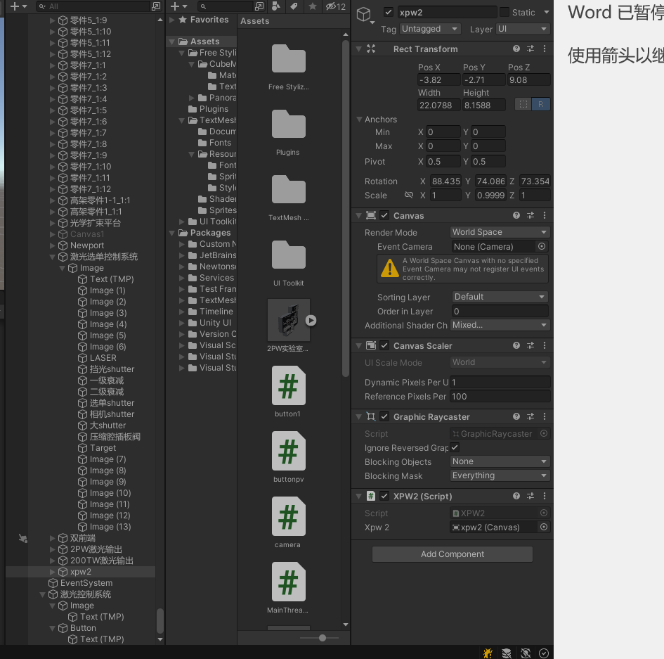 All
零件5_1:9
零件5_1:10
零件5_1:11
零件5_1:12
零件7_1:1
零件7_1:2
零件7_1:3
零件7_1:4
零件7_1:5
零件7_1:6
零件7_1:7
零件7_1:8
零件7_1:9
零件7_1:10
零件7_1:11
零件7_1:12
高架零件1-1_1:1
高架零件1_1:1
光学扩束平台
Canvas1
Newport
激光选单控制系统
Image
Text (TMP)
Image (1)
Image (2)
Image (3)
Image (4)
Image (5)
Image (6)
LASER
挡光shutter
一级衰减
二级衰减
选单shutter
相机shutter
大shutter
压缩腔插板阀
Target
Image (7)
Image (8)
Image (9)
Image (10)
Image (11)
Image (12)
Image (13)
双前端
2PW激光输出
200TW激光输出
xpw2
EventSystem
激光控制系统
Image
Text (TMP)
Button
Text (TMP)
12
Favorites
Assets
Free Styli
CubeM
Mate
Text
Panora
Plugins
TextMesh
Docum
Fonts
Resou
Font
Sprit
Style
Shader
Sprites
UI Toolki
Packages
Custom N
JetBrains
Newtons
Services
Test Fran
TextMesh
Timeline
Unity UI
Version C
Visual Sc
Visual Stu
Visual Stu
Assets
Free Styliz...
Plugins
TextMesh ...
UI Toolkit
2PW实验室...
button1
buttonpv
camera
MainThrea...
xpw2
Static
Tag Untagged Layer UI
Rect Transform
Pos X Pos Y Pos Z
-3.82 -2.71 9.08
Width Height
22.0788 8.1588 R
Anchors
Min X 0 Y 0
Max X 0 Y 0
Pivot X 0.5 Y 0.5
Rotation X 88.435 Y 74.086 Z 73.354
Scale X 1 Y 0.9999 Z 1
Canvas
Render Mode World Space
Event Camera None (Camera)
A World Space Canvas with no specified
Event Camera may not register UI events
correctly.
Sorting Layer Default
Order in Layer 0
Additional Shader Ch Mixed...
Canvas Scaler
UI Scale Mode World
Dynamic Pixels Per U 1
Reference Pixels Per 100
Graphic Raycaster
Script GraphicRaycaster
Ignore Reversed Grap
Blocking Objects None
Blocking Mask Everything
XPW2 (Script)
Script XPW2
Xpw 2 xpw2 (Canvas)
Add Component
Word 已暂停
使用箭头以继